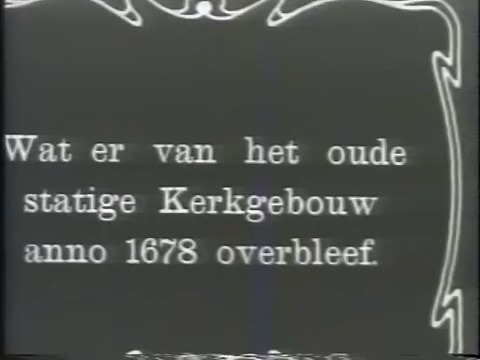 Wat er van het oude
statige Kerkgebouw
anno 1678 overbleef.